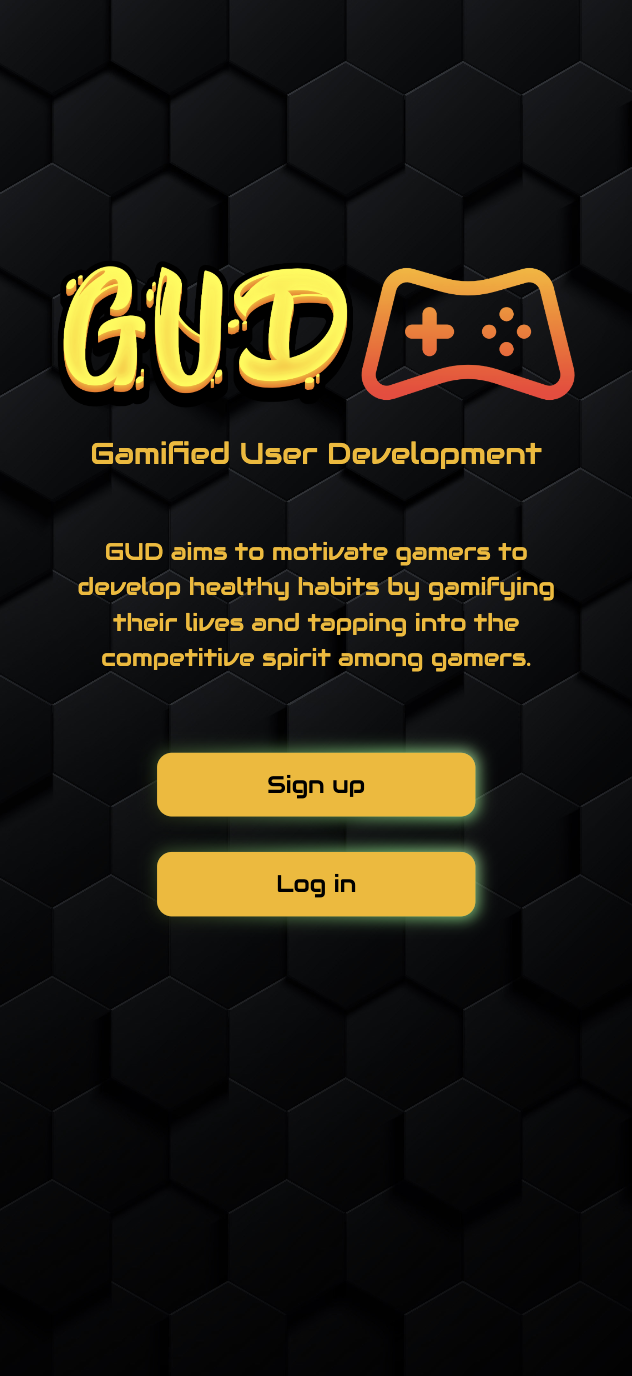 GUD
Gamified User Development
GUD aims to motivate gamers to
develop healthy habits by gamifying
their lives and tapping into the
competitive spirit among gamers.
Sign up
Log in